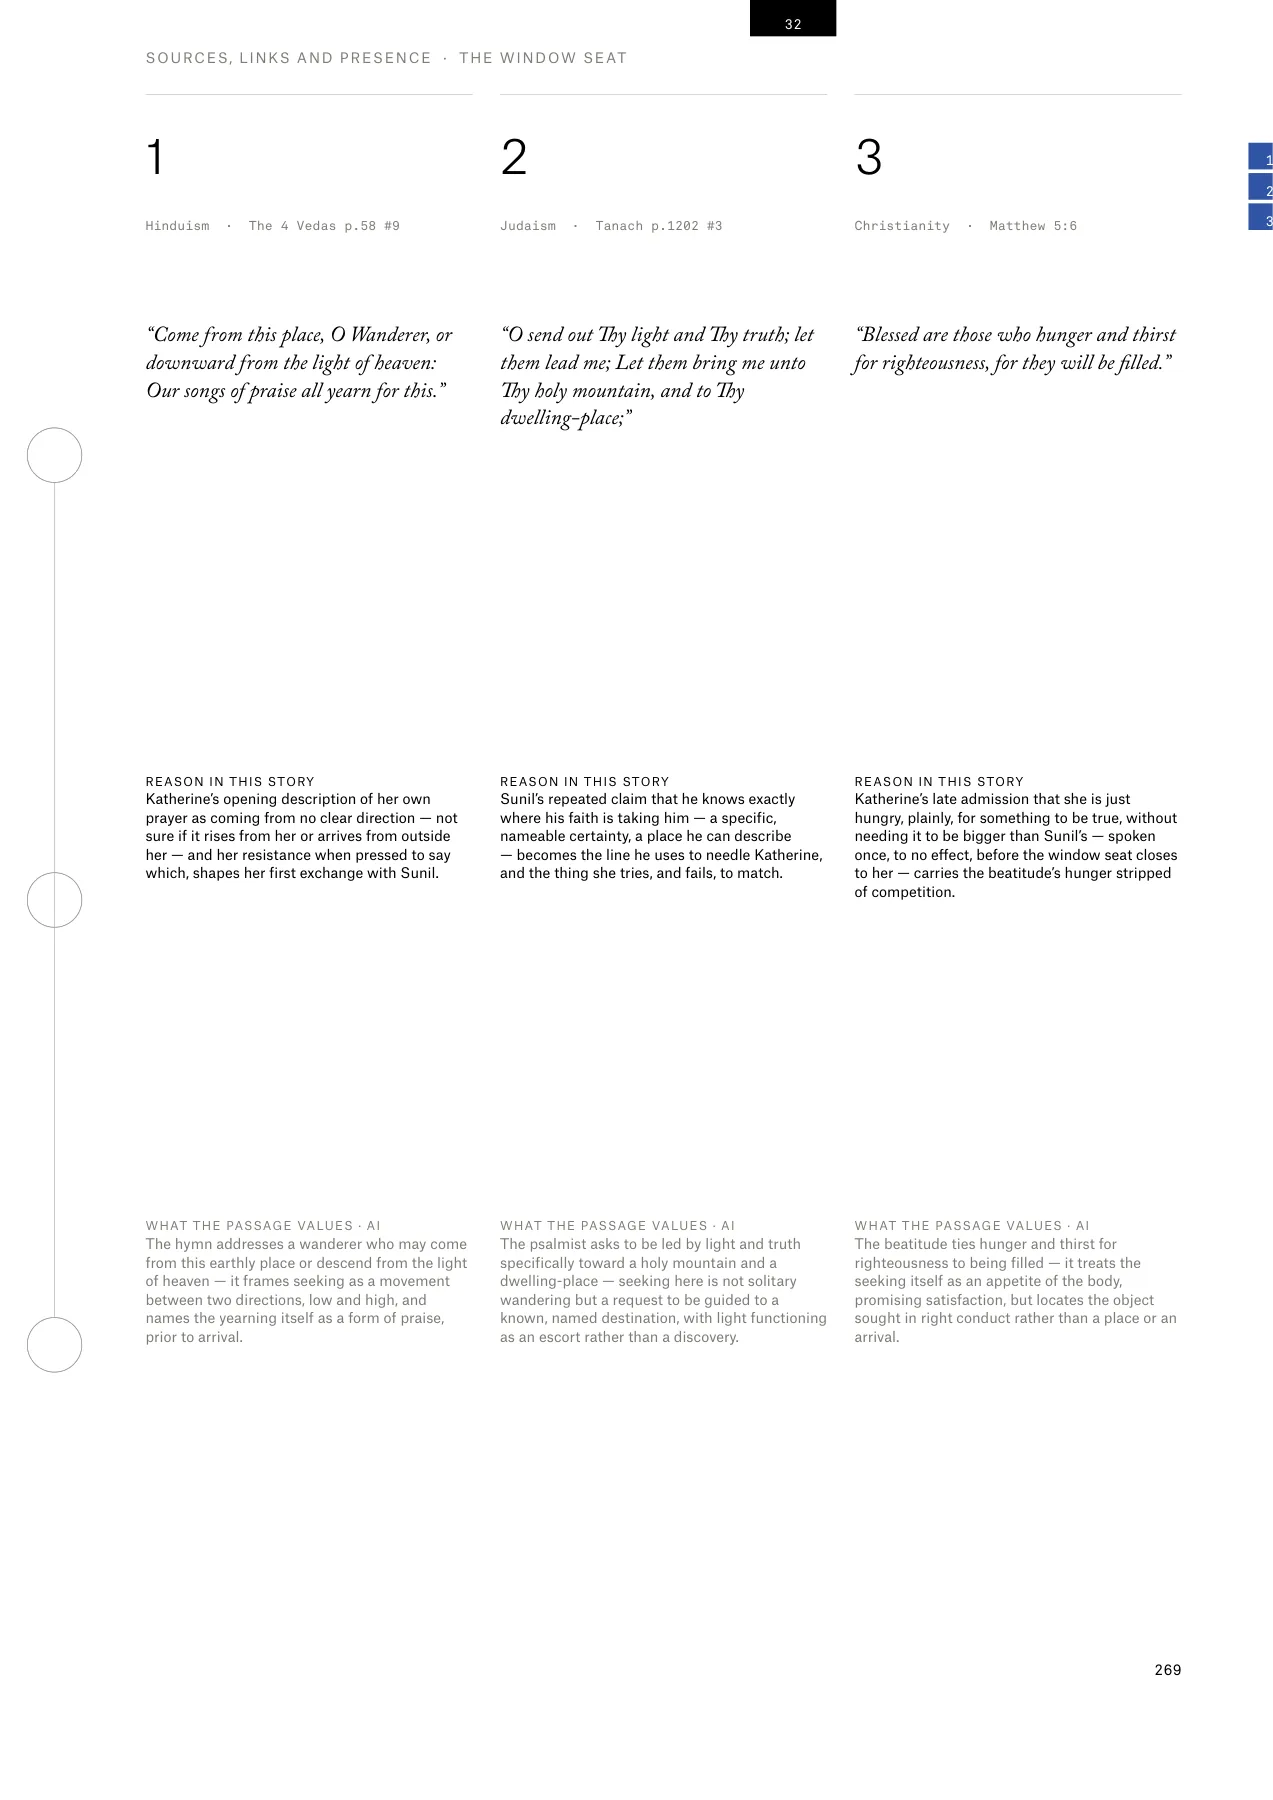 32
SOURCES, LINKS AND PRESENCE · THE WINDOW SEAT
1
Hinduism · The 4 Vedas p.58 #9
“Come from this place, O Wanderer, or
downward from the light of heaven:
Our songs of praise all yearn for this.”
REASON IN THIS STORY
Katherine’s opening description of her own
prayer as coming from no clear direction — not
sure if it rises from her or arrives from outside
her — and her resistance when pressed to say
which, shapes her first exchange with Sunil.
WHAT THE PASSAGE VALUES · AI
The hymn addresses a wanderer who may come
from this earthly place or descend from the light
of heaven — it frames seeking as a movement
between two directions, low and high, and
names the yearning itself as a form of praise,
prior to arrival.
2
Judaism · Tanach p.1202 #3
“O send out Thy light and Thy truth; let
them lead me; Let them bring me unto
Thy holy mountain, and to Thy
dwelling-place;”
REASON IN THIS STORY
Sunil’s repeated claim that he knows exactly
where his faith is taking him — a specific,
nameable certainty, a place he can describe
— becomes the line he uses to needle Katherine,
and the thing she tries, and fails, to match.
WHAT THE PASSAGE VALUES · AI
The psalmist asks to be led by light and truth
specifically toward a holy mountain and a
dwelling-place — seeking here is not solitary
wandering but a request to be guided to a
known, named destination, with light functioning
as an escort rather than a discovery.
3
Christianity · Matthew 5:6
“Blessed are those who hunger and thirst
for righteousness, for they will be filled.”
REASON IN THIS STORY
Katherine’s late admission that she is just
hungry, plainly, for something to be true, without
needing it to be bigger than Sunil’s — spoken
once, to no effect, before the window seat closes
to her — carries the beatitude’s hunger stripped
of competition.
WHAT THE PASSAGE VALUES · AI
The beatitude ties hunger and thirst for
righteousness to being filled — it treats the
seeking itself as an appetite of the body,
promising satisfaction, but locates the object
sought in right conduct rather than a place or an
arrival.
1
2
3
269